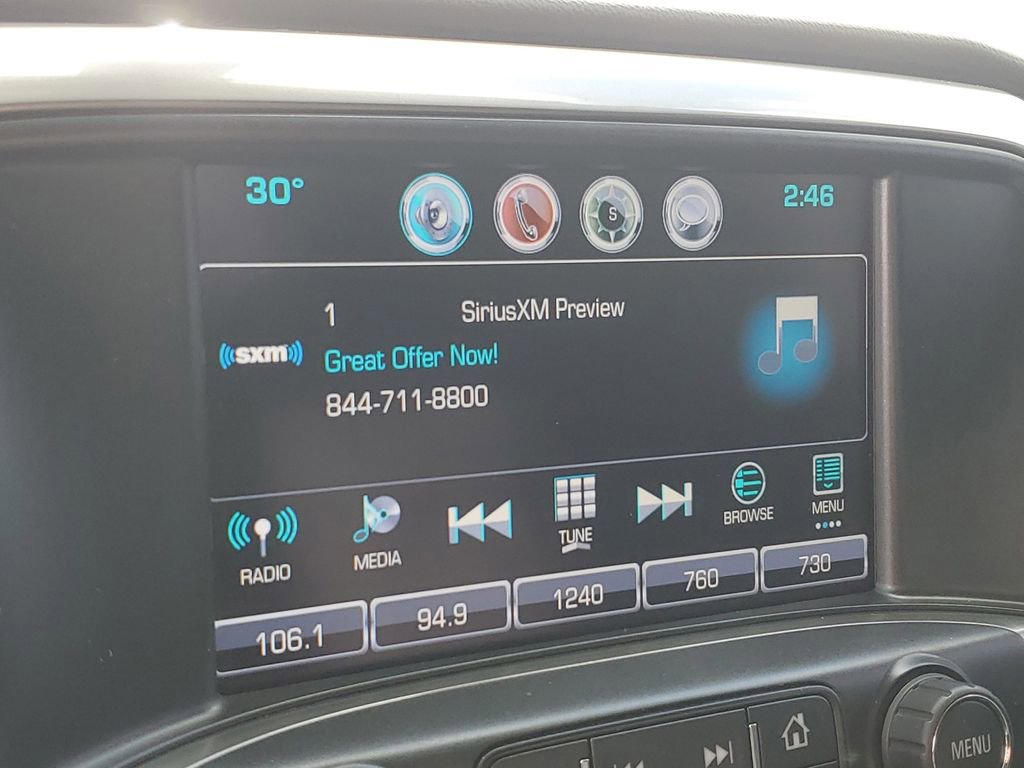 30°
S
2:46
1 SiriusXM Preview
sxm
Great Offer Now!
844-711-8800
RADIO
MEDIA
TUNE
BROWSE
MENU
106.1
94.9
1240
760
730
MENU